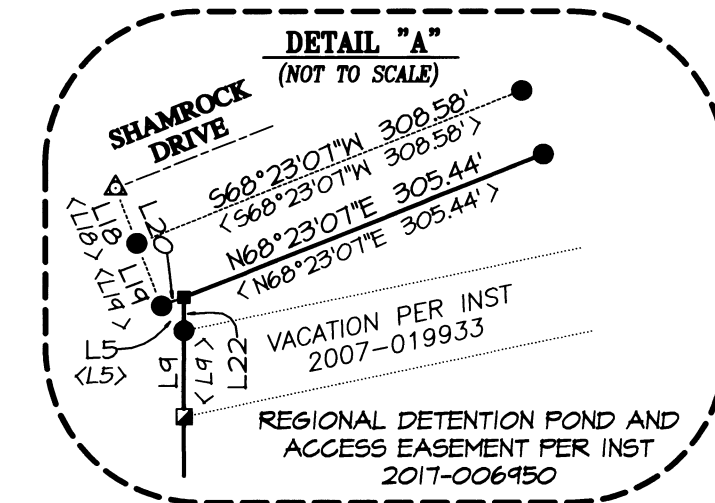 DETAIL "A"
(NOT TO SCALE)
SHAMROCK
DRIVE
S68°23'07"W 308.58'
<S68°23'07"W 308.58'>
N68°23'07"E 305.44'
<N68°23'07"E 305.44'>
L18
<L18>
L20
L19
<L19>
L5
<L5>
L9
<L9>
L22
VACATION PER INST
2007-019933
REGIONAL DETENTION POND AND
ACCESS EASEMENT PER INST
2017-006950